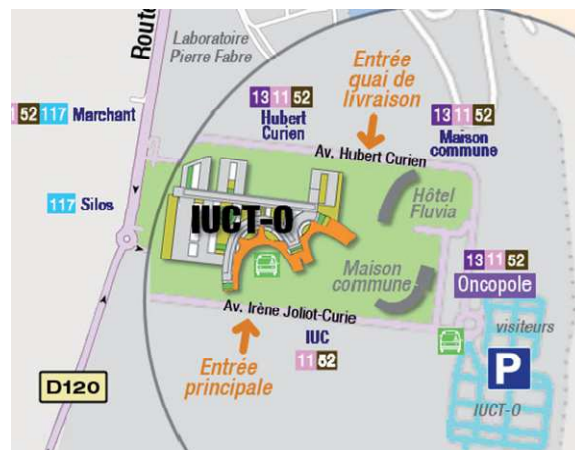 Route
Laboratoire
Pierre Fabre
Entrée
quai de
livraison
13 11 52
Hubert
Curien
13 11 52
Maison
commune
52 117 Marchant
Av. Hubert Curien
Hôtel
Fluvia
117 Silos
IUCT-O
Maison
commune
13 11 52
Oncopole
Av. Irène Joliot-Curie
IUC
11 52
Entrée
principale
visiteurs
P
D120
IUCT-O